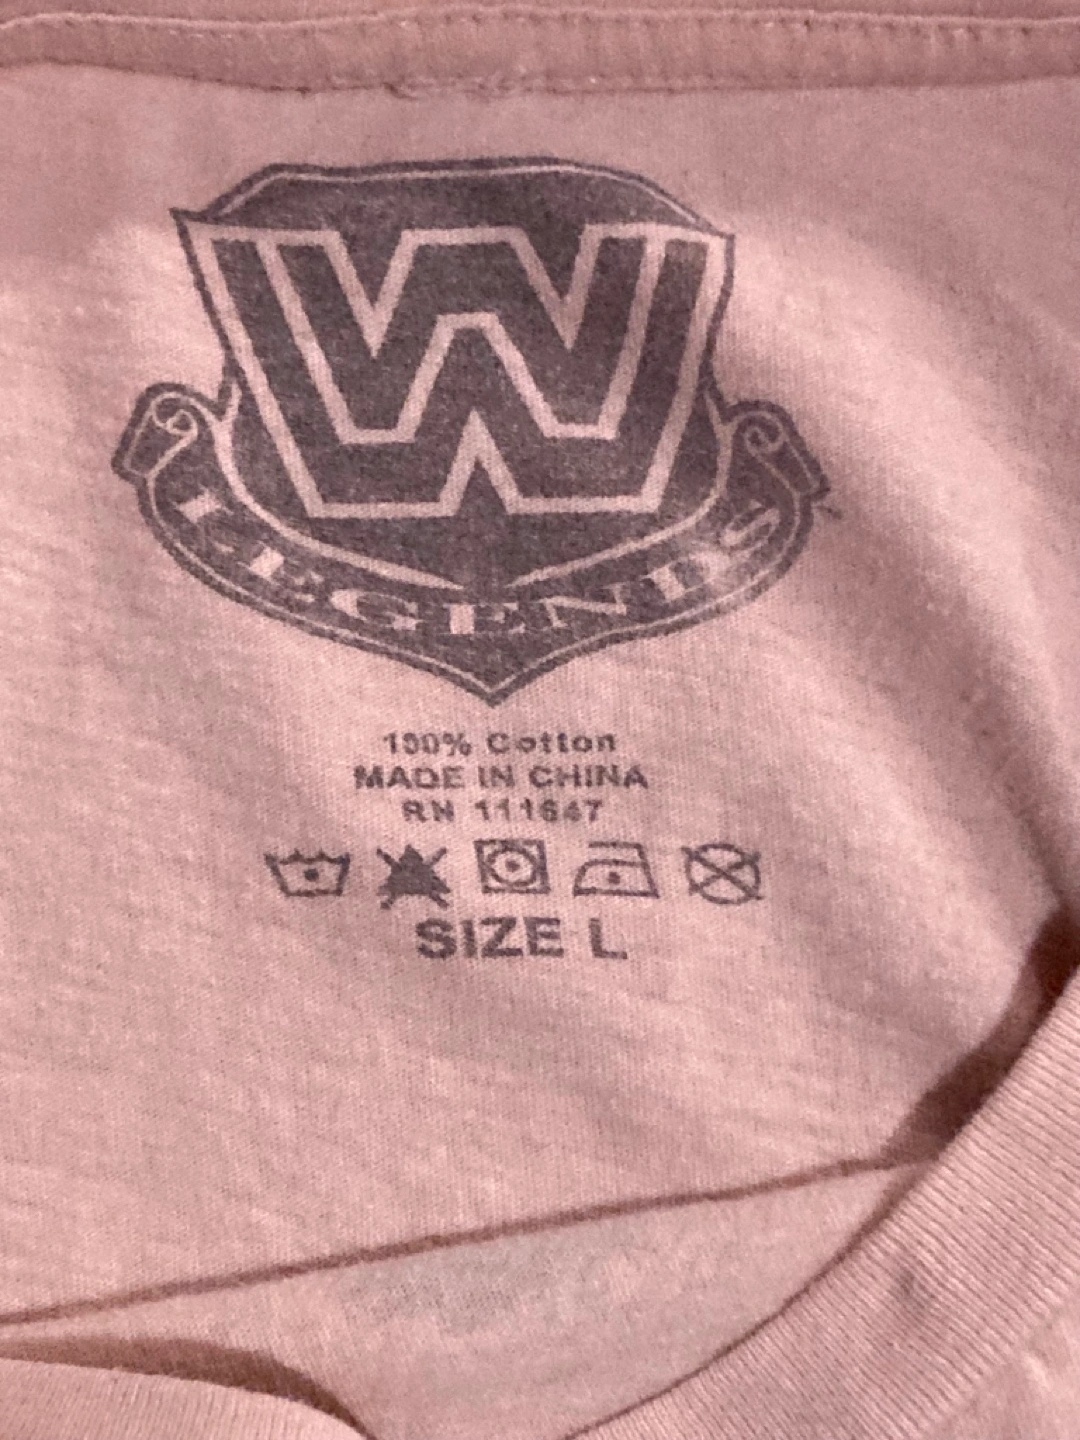 W
LEGENDS
100% Cotton
MADE IN CHINA
RN 111647
SIZE L